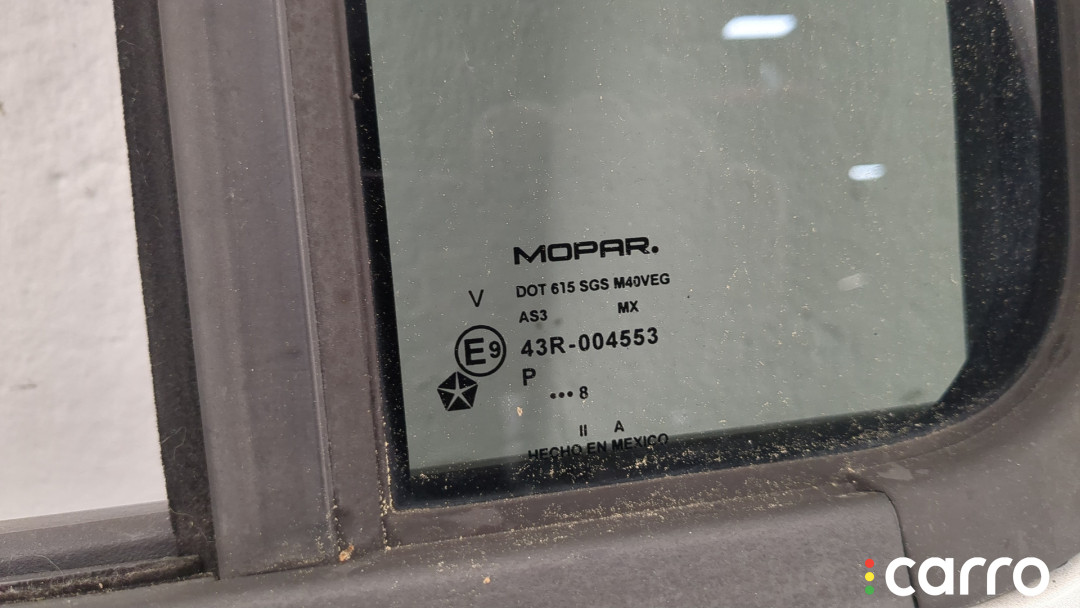 MOPAR.
V DOT 615 SGS M40VEG
AS3 MX
E9 43R-004553
P
•••8
II A
HECHO EN MEXICO
carro